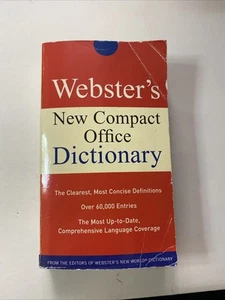 Webster's
New Compact
Office
Dictionary
The Clearest, Most Concise Definitions
Over 60,000 Entries
The Most Up-to-Date,
Comprehensive Language Coverage
FROM THE EDITORS OF WEBSTER'S NEW WORLD® DICTIONARY